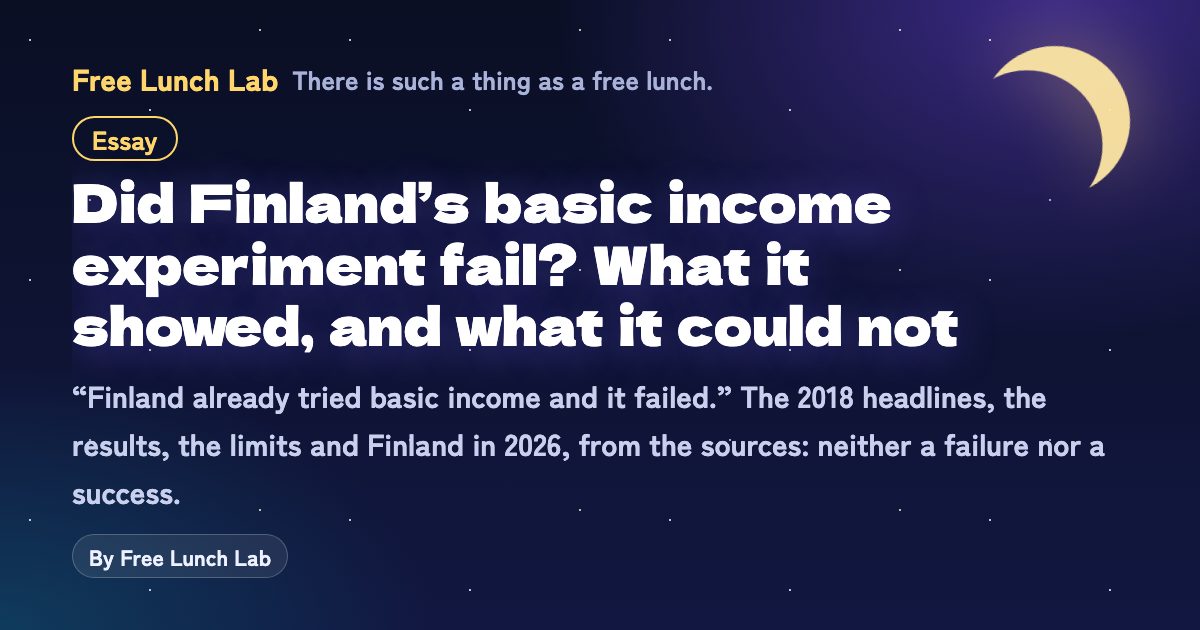 Free Lunch Lab There is such a thing as a free lunch.
Essay
Did Finland’s basic income
experiment fail? What it
showed, and what it could not
“Finland already tried basic income and it failed.” The 2018 headlines, the
results, the limits and Finland in 2026, from the sources: neither a failure nor a
success.
By Free Lunch Lab